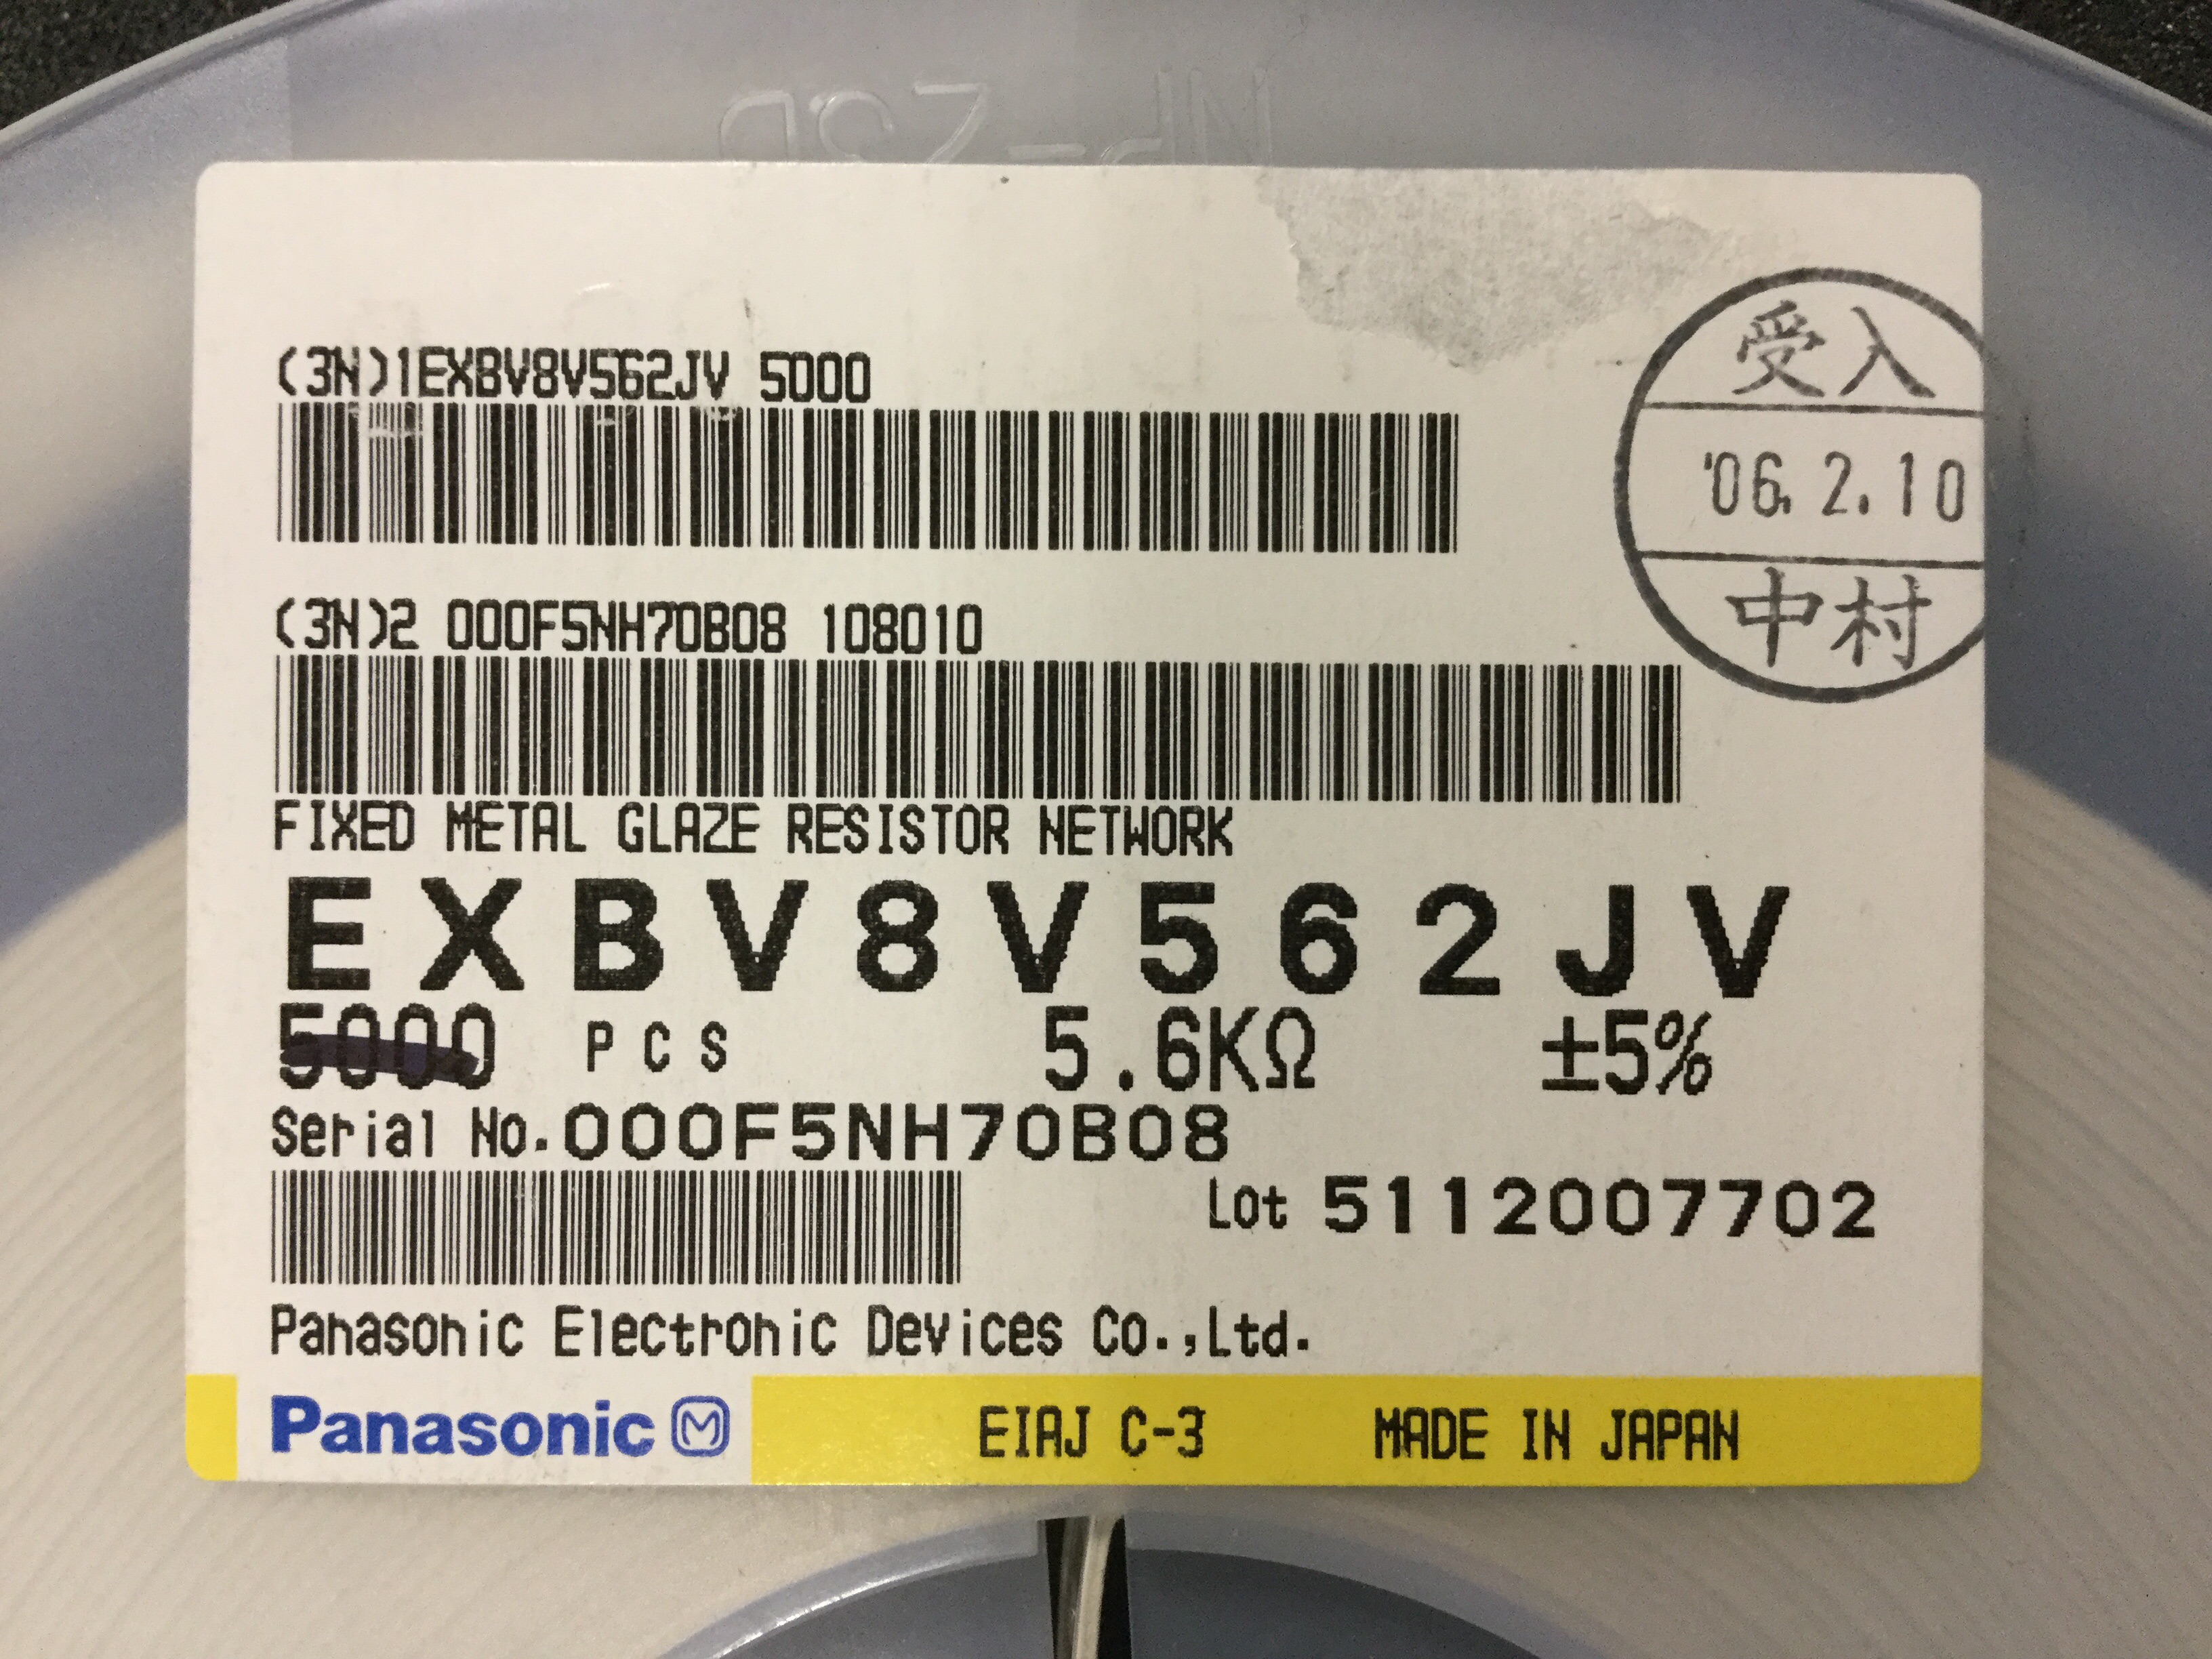 (3N)1EXBV8V562JV 5000
受入
'06.2.10
中村
(3N)2 000F5NH70B08 108010
FIXED METAL GLAZE RESISTOR NETWORK
EXBV8V562JV
5000 PCS 5.6KΩ ±5%
Serial No.000F5NH70B08
Lot 5112007702
Panasonic Electronic Devices Co.,Ltd.
Panasonic M EIAJ C-3 MADE IN JAPAN